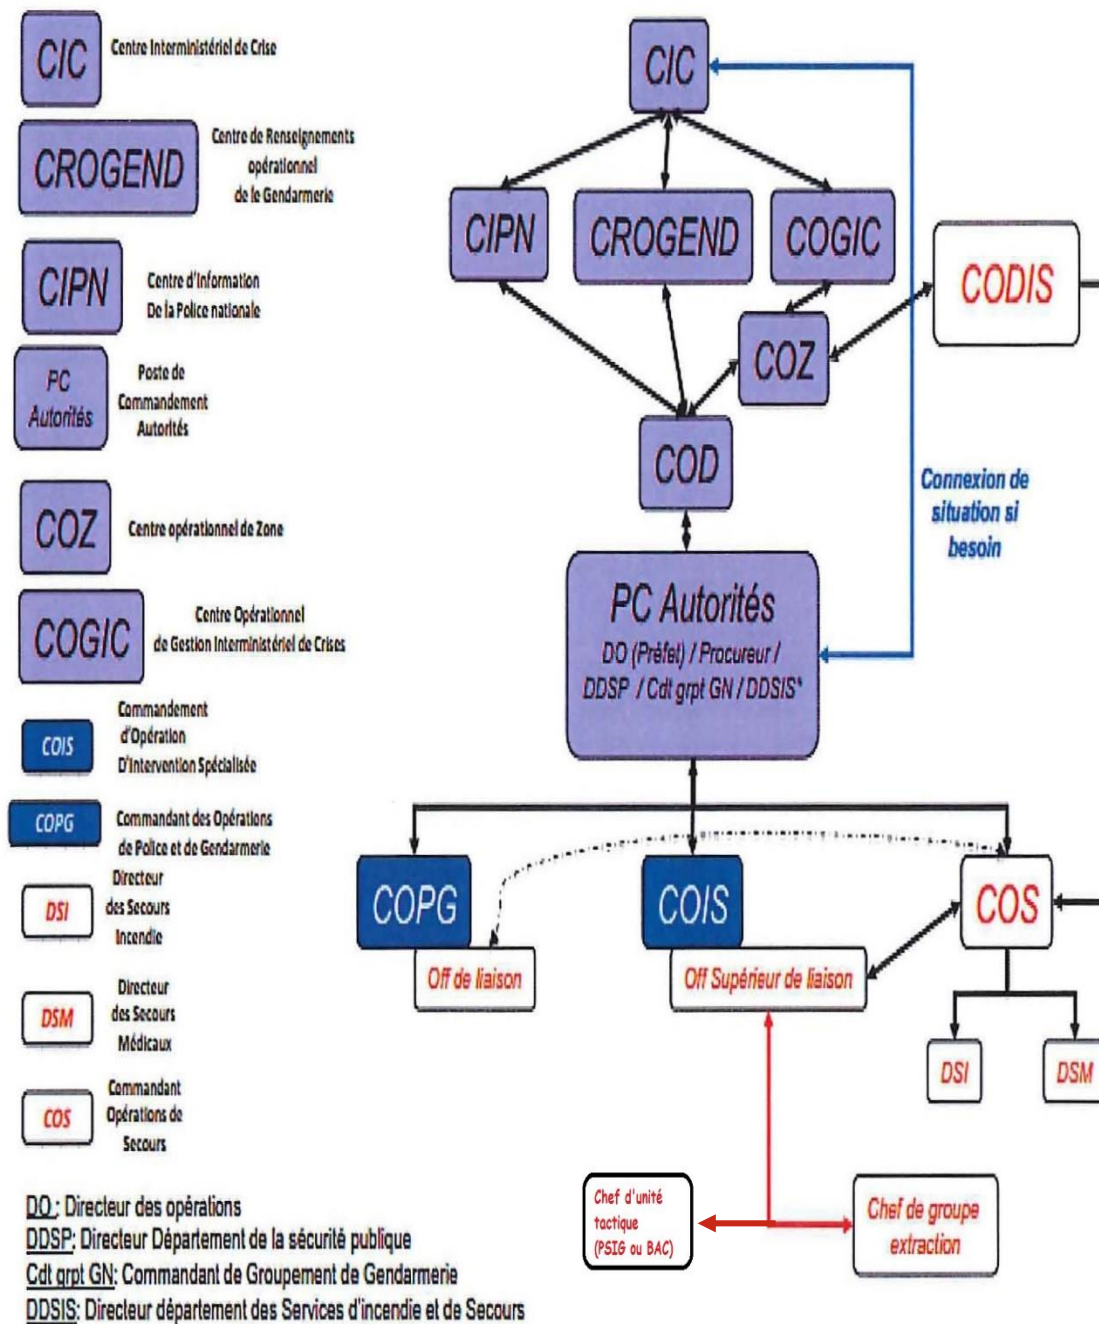 CIC
Centre Interministériel de Crise
CROGEND
Centre de Renseignements
opérationnel
de le Gendarmerie
CIPN
Centre d'Information
De la Police nationale
PC
Autorités
Poste de
Commandement
Autorités
COZ
Centre opérationnel de Zone
COGIC
Centre Opérationnel
de Gestion Interministériel de Crises
COIS
Commandement
d'Opération
D'Intervention Spécialisée
COPG
Commandant des Opérations
de Police et de Gendarmerie
DSI
Directeur
des Secours
Incendie
DSM
Directeur
des Secours
Médicaux
COS
Commandant
Opérations de
Secours
DO : Directeur des opérations
DDSP: Directeur Département de la sécurité publique
Cdt grpt GN: Commandant de Groupement de Gendarmerie
DDSIS: Directeur département des Services d'incendie et de Secours
CIC
CIPN
CROGEND
COGIC
CODIS
COZ
COD
Connexion de
situation si
besoin
PC Autorités
DO (Préfet) / Procureur /
DDSP / Cdt grpt GN / DDSIS*
COPG
Off de liaison
COIS
Off Supérieur de liaison
COS
DSI
DSM
Chef d'unité
tactique
(PSIG ou BAC)
Chef de groupe
extraction